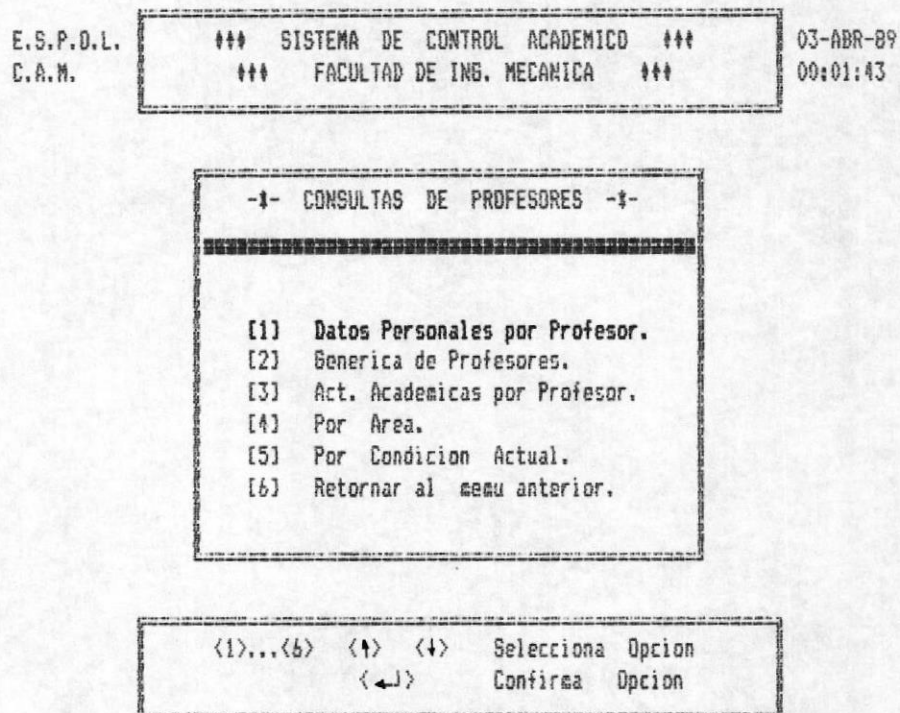 E.S.P.O.L. ♦♦♦ SISTEMA DE CONTROL ACADEMICO ♦♦♦ 03-ABR-89
C.A.M. ♦♦♦ FACULTAD DE ING. MECANICA ♦♦♦ 00:01:43
-*- CONSULTAS DE PROFESORES -*-
[1] Datos Personales por Profesor.
[2] Generica de Profesores.
[3] Act. Academicas por Profesor.
[4] Por Area.
[5] Por Condicion Actual.
[6] Retornar al menu anterior.
<1>...<6> <↑> <↓> Selecciona Opcion
<↵> Confirma Opcion